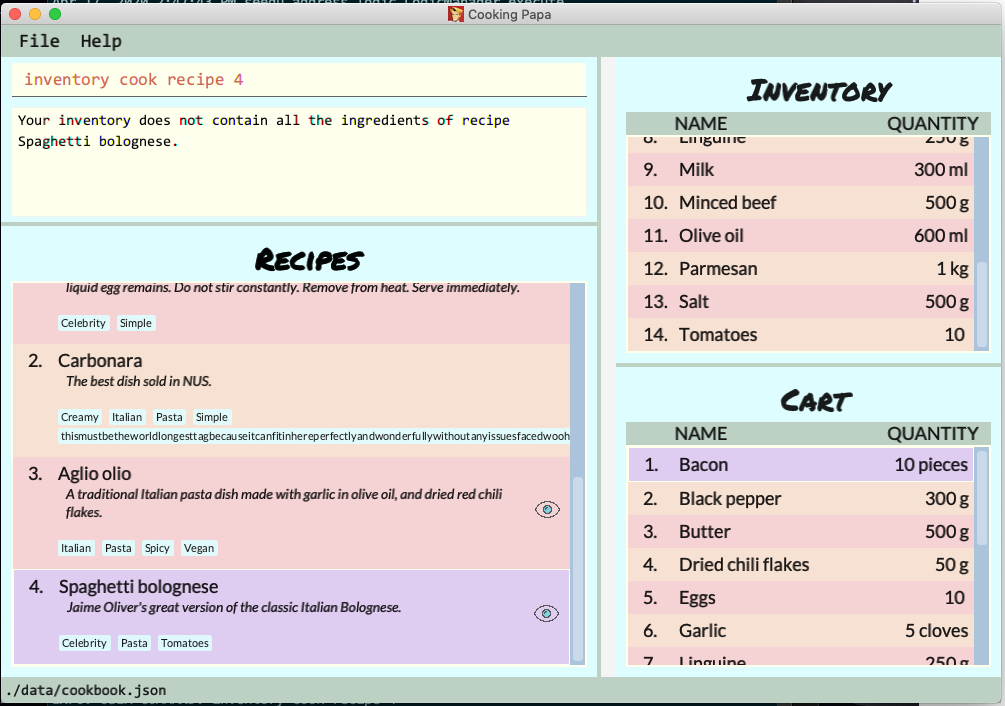 Cooking Papa
File Help
inventory cook recipe 4
Your inventory does not contain all the ingredients of recipe
Spaghetti bolognese.
RECIPES
liquid egg remains. Do not stir constantly. Remove from heat. Serve immediately.
Celebrity Simple
2. Carbonara
The best dish sold in NUS.
Creamy Italian Pasta Simple
thismustbetheworldlongesttagbecauseitcanfitinhereperfectlyandwonderfullywithoutanyissuesfacedwooh
3. Aglio olio
A traditional Italian pasta dish made with garlic in olive oil, and dried red chili
flakes.
Italian Pasta Spicy Vegan
4. Spaghetti bolognese
Jaime Oliver's great version of the classic Italian Bolognese.
Celebrity Pasta Tomatoes
INVENTORY
NAME QUANTITY
8. Linguine 250 g
9. Milk 300 ml
10. Minced beef 500 g
11. Olive oil 600 ml
12. Parmesan 1 kg
13. Salt 500 g
14. Tomatoes 10
CART
NAME QUANTITY
1. Bacon 10 pieces
2. Black pepper 300 g
3. Butter 500 g
4. Dried chili flakes 50 g
5. Eggs 10
6. Garlic 5 cloves
7. Linguine 250 g
./data/cookbook.json